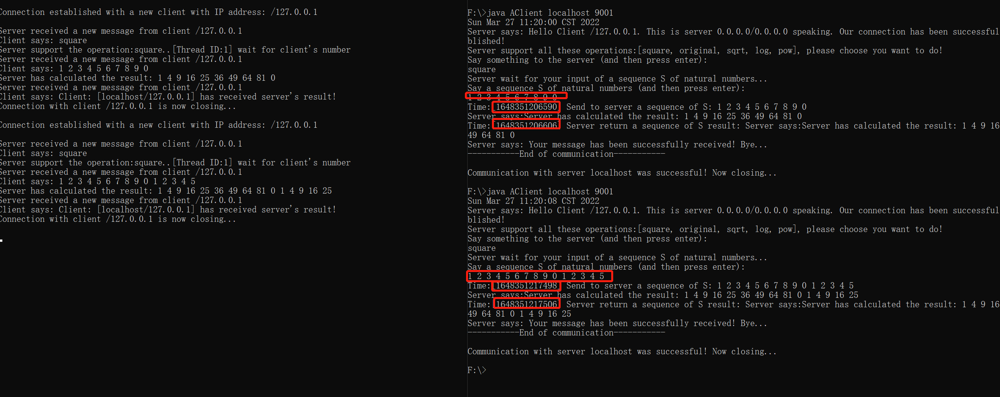 Connection established with a new client with IP address: /127.0.0.1
Server received a new message from client /127.0.0.1
Client says: square
Server support the operation:square..[Thread ID:1] wait for client's number
Server received a new message from client /127.0.0.1
Client says: 1 2 3 4 5 6 7 8 9 0
Server has calculated the result: 1 4 9 16 25 36 49 64 81 0
Server received a new message from client /127.0.0.1
Client says: Client: [localhost/127.0.0.1] has received server's result!
Connection with client /127.0.0.1 is now closing...
Connection established with a new client with IP address: /127.0.0.1
Server received a new message from client /127.0.0.1
Client says: square
Server support the operation:square..[Thread ID:1] wait for client's number
Server received a new message from client /127.0.0.1
Client says: 1 2 3 4 5 6 7 8 9 0 1 2 3 4 5
Server has calculated the result: 1 4 9 16 25 36 49 64 81 0 1 4 9 16 25
Server received a new message from client /127.0.0.1
Client says: Client: [localhost/127.0.0.1] has received server's result!
Connection with client /127.0.0.1 is now closing...
F:\>java AClient localhost 9001
Sun Mar 27 11:20:00 CST 2022
Server says: Hello Client /127.0.0.1. This is server 0.0.0.0/0.0.0.0 speaking. Our connection has been successful
blished!
Server support all these operations:[square, original, sqrt, log, pow], please choose you want to do!
Say something to the server (and then press enter):
square
Server wait for your input of a sequence S of natural numbers...
Say a sequence S of natural numbers (and then press enter):
1 2 3 4 5 6 7 8 9 0
Time:[1648351206590] Send to server a sequence of S: 1 2 3 4 5 6 7 8 9 0
Server says:Server has calculated the result: 1 4 9 16 25 36 49 64 81 0
Time:[1648351206606] Server return a sequence of S result: Server says:Server has calculated the result: 1 4 9 16
49 64 81 0
Server says: Your message has been successfully received! Bye...
-----------End of communication-----------
Communication with server localhost was successful! Now closing...
F:\>java AClient localhost 9001
Sun Mar 27 11:20:08 CST 2022
Server says: Hello Client /127.0.0.1. This is server 0.0.0.0/0.0.0.0 speaking. Our connection has been successful
blished!
Server support all these operations:[square, original, sqrt, log, pow], please choose you want to do!
Say something to the server (and then press enter):
square
Server wait for your input of a sequence S of natural numbers...
Say a sequence S of natural numbers (and then press enter):
1 2 3 4 5 6 7 8 9 0 1 2 3 4 5
Time:[1648351217498] Send to server a sequence of S: 1 2 3 4 5 6 7 8 9 0 1 2 3 4 5
Server says:Server has calculated the result: 1 4 9 16 25 36 49 64 81 0 1 4 9 16 25
Time:[1648351217506] Server return a sequence of S result: Server says:Server has calculated the result: 1 4 9 16
49 64 81 0 1 4 9 16 25
Server says: Your message has been successfully received! Bye...
-----------End of communication-----------
Communication with server localhost was successful! Now closing...
F:\>